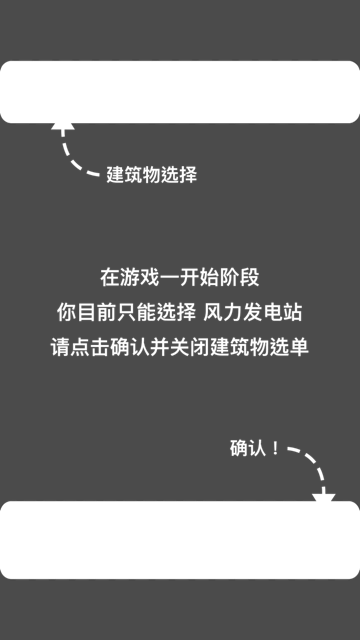 建筑物选择
在游戏一开始阶段
你目前只能选择 风力发电站
请点击确认并关闭建筑物选单
确认！